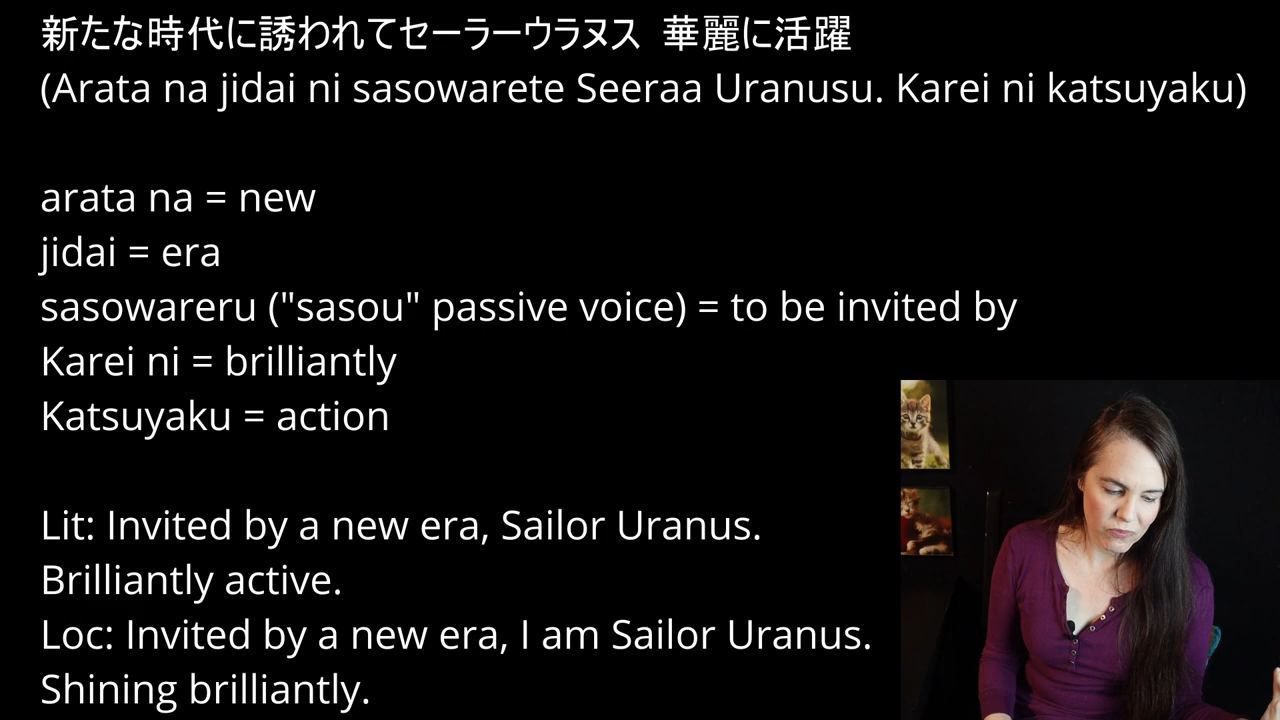 新たな時代に誘われてセーラーウラヌス 華麗に活躍
(Arata na jidai ni sasowarete Seeraa Uranusu. Karei ni katsuyaku)
arata na = new
jidai = era
sasowareru ("sasou" passive voice) = to be invited by
Karei ni = brilliantly
Katsuyaku = action
Lit: Invited by a new era, Sailor Uranus.
Brilliantly active.
Loc: Invited by a new era, I am Sailor Uranus.
Shining brilliantly.